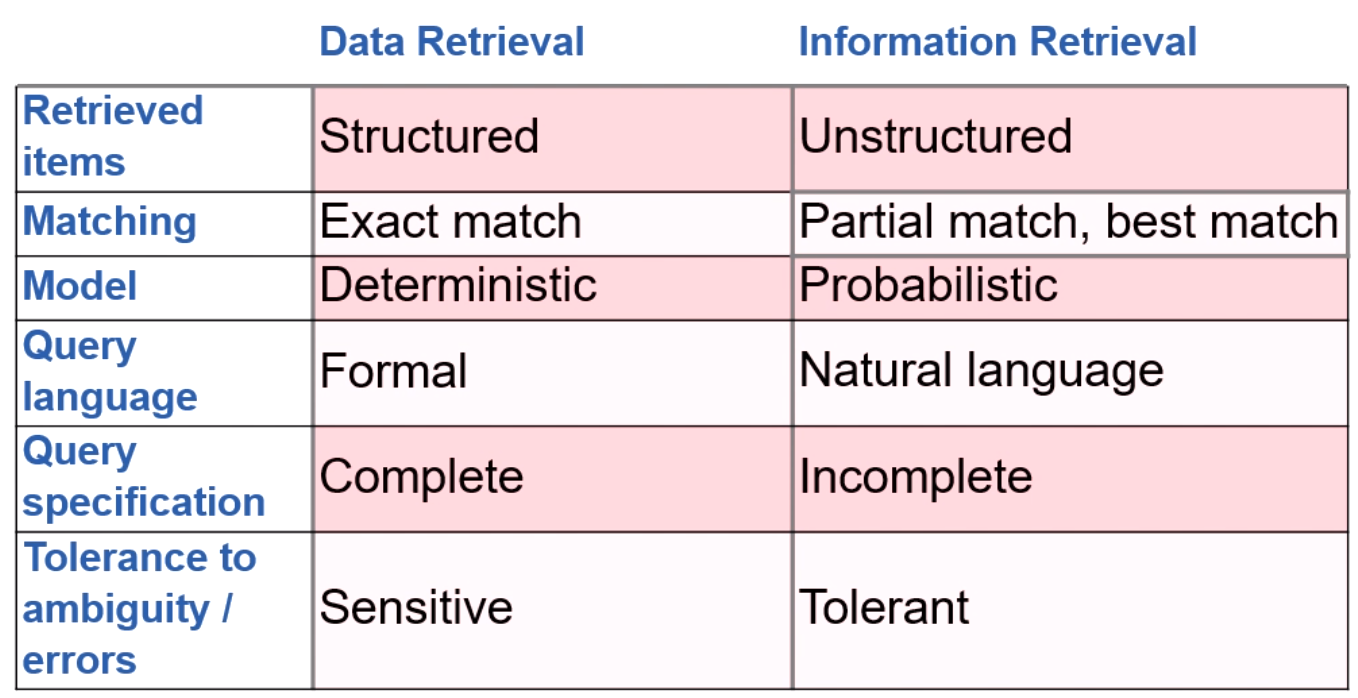 Data Retrieval Information Retrieval
Retrieved
items Structured Unstructured
Matching Exact match Partial match, best match
Model Deterministic Probabilistic
Query
language Formal Natural language
Query
specification Complete Incomplete
Tolerance to
ambiguity / Sensitive Tolerant
errors